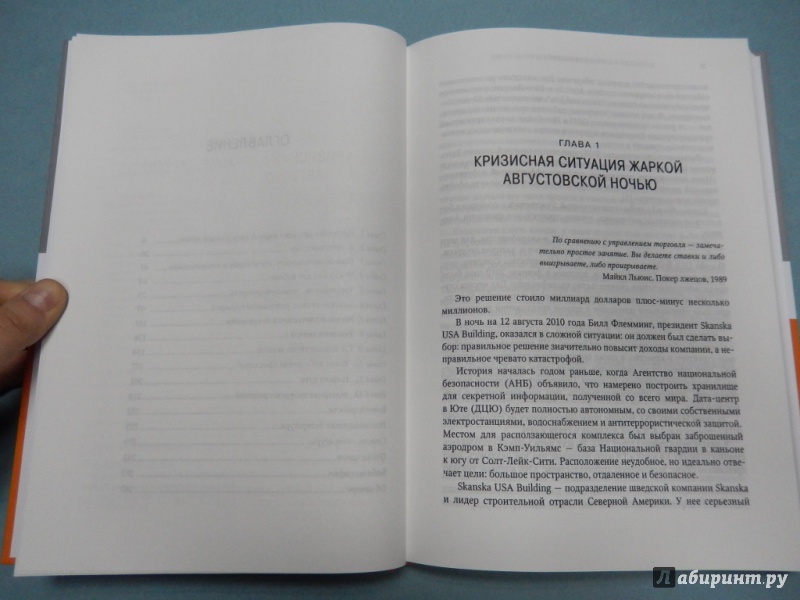 ГЛАВА 1
КРИЗИСНАЯ СИТУАЦИЯ ЖАРКОЙ
АВГУСТОВСКОЙ НОЧЬЮ
По сравнению с управлением торговля — замеча-
тельно простое занятие. Вы делаете ставки и либо
выигрываете, либо проигрываете.
Майкл Льюис. Покер лжецов, 1989
Это решение стоило миллиард долларов плюс-минус несколько
миллионов.
В ночь на 12 августа 2010 года Билл Флемминг, президент Skanska
USA Building, оказался в сложной ситуации: он должен был сделать вы-
бор: правильное решение значительно повысит доходы компании, а не-
правильное чревато катастрофой.
История началась годом раньше, когда Агентство национальной
безопасности (АНБ) объявило, что намерено построить хранилище
для секретной информации, полученной со всего мира. Дата-центр
в Юте (ДЦЮ) будет полностью автономным, со своими собственными
электростанциями, водоснабжением и антитеррористической защитой.
Местом для расползающегося комплекса был выбран заброшенный
аэродром в Кэмп-Уильямс — база Национальной гвардии в каньоне
к югу от Солт-Лейк-Сити. Расположение неудобное, но идеально отве-
чает цели: большое пространство, отдаленное и безопасное.
Skanska USA Building — подразделение шведской компании Skanska
и лидер строительной отрасли Северной Америки. У нее серьезный
ОГЛАВЛЕНИЕ
Лабиринт.ру